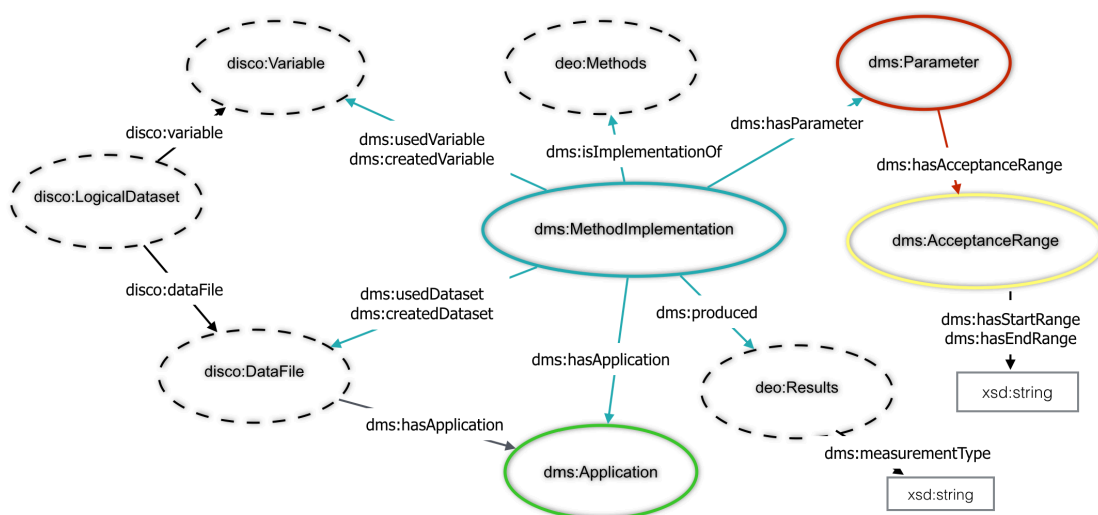 disco:Variable
deo:Methods
dms:Parameter
disco:variable
dms:usedVariable
dms:createdVariable
dms:isImplementationOf
dms:hasParameter
dms:hasAcceptanceRange
disco:LogicalDataset
dms:MethodImplementation
dms:AcceptanceRange
disco:dataFile
dms:usedDataset
dms:createdDataset
dms:produced
dms:hasStartRange
dms:hasEndRange
dms:hasApplication
disco:DataFile
deo:Results
xsd:string
dms:hasApplication
dms:measurementType
dms:Application
xsd:string